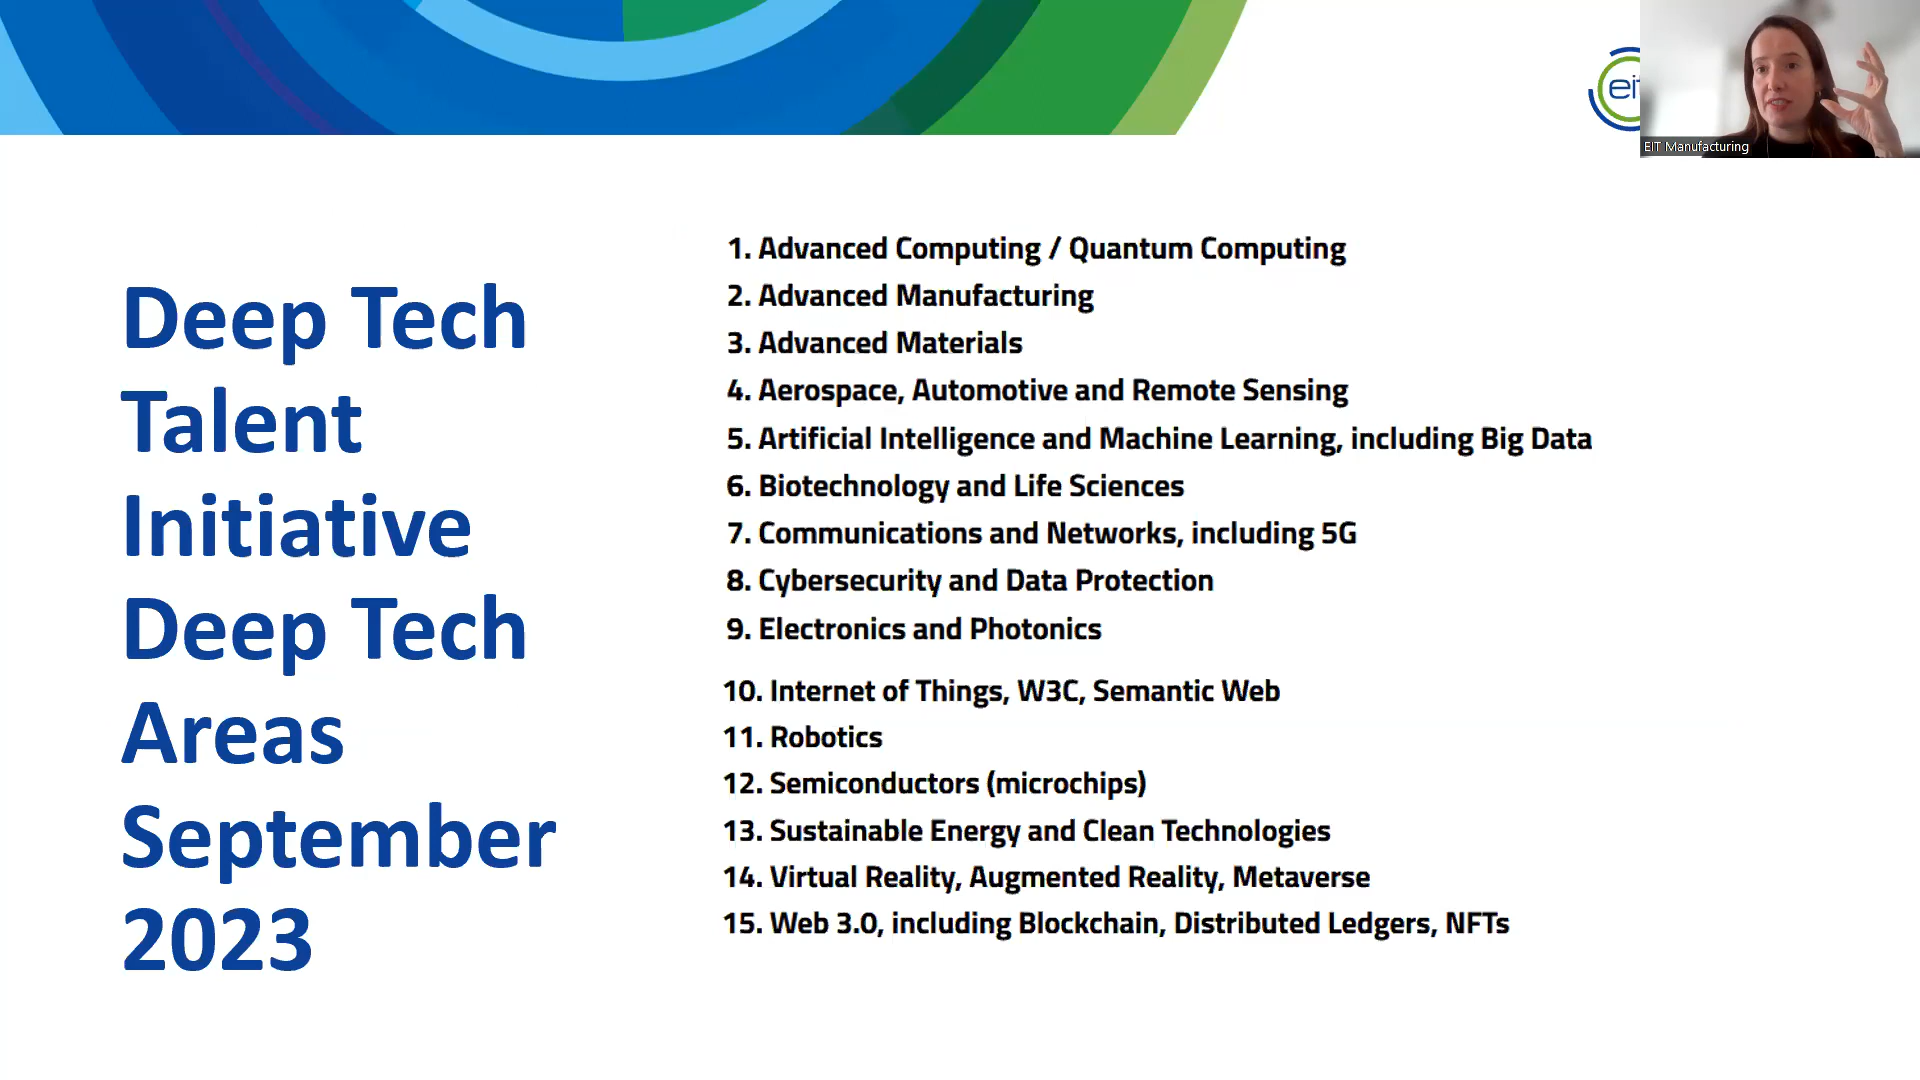 EIT Manufacturing
Deep Tech
Talent
Initiative
Deep Tech
Areas
September
2023
1. Advanced Computing / Quantum Computing
2. Advanced Manufacturing
3. Advanced Materials
4. Aerospace, Automotive and Remote Sensing
5. Artificial Intelligence and Machine Learning, including Big Data
6. Biotechnology and Life Sciences
7. Communications and Networks, including 5G
8. Cybersecurity and Data Protection
9. Electronics and Photonics
10. Internet of Things, W3C, Semantic Web
11. Robotics
12. Semiconductors (microchips)
13. Sustainable Energy and Clean Technologies
14. Virtual Reality, Augmented Reality, Metaverse
15. Web 3.0, including Blockchain, Distributed Ledgers, NFTs